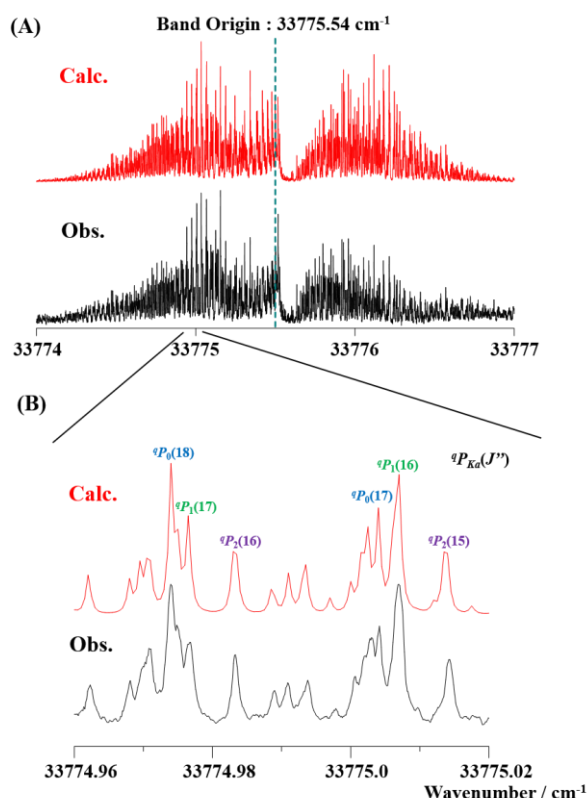 (A)
Band Origin : 33775.54 cm⁻¹
Calc.
Obs.
33774 33775 33776 33777
(B)
qP0(18)
qP1(17)
qP2(16)
qP0(17)
qP1(16)
qPKa(J'')
qP2(15)
Calc.
Obs.
33774.96 33774.98 33775.0 33775.02
Wavenumber / cm⁻¹